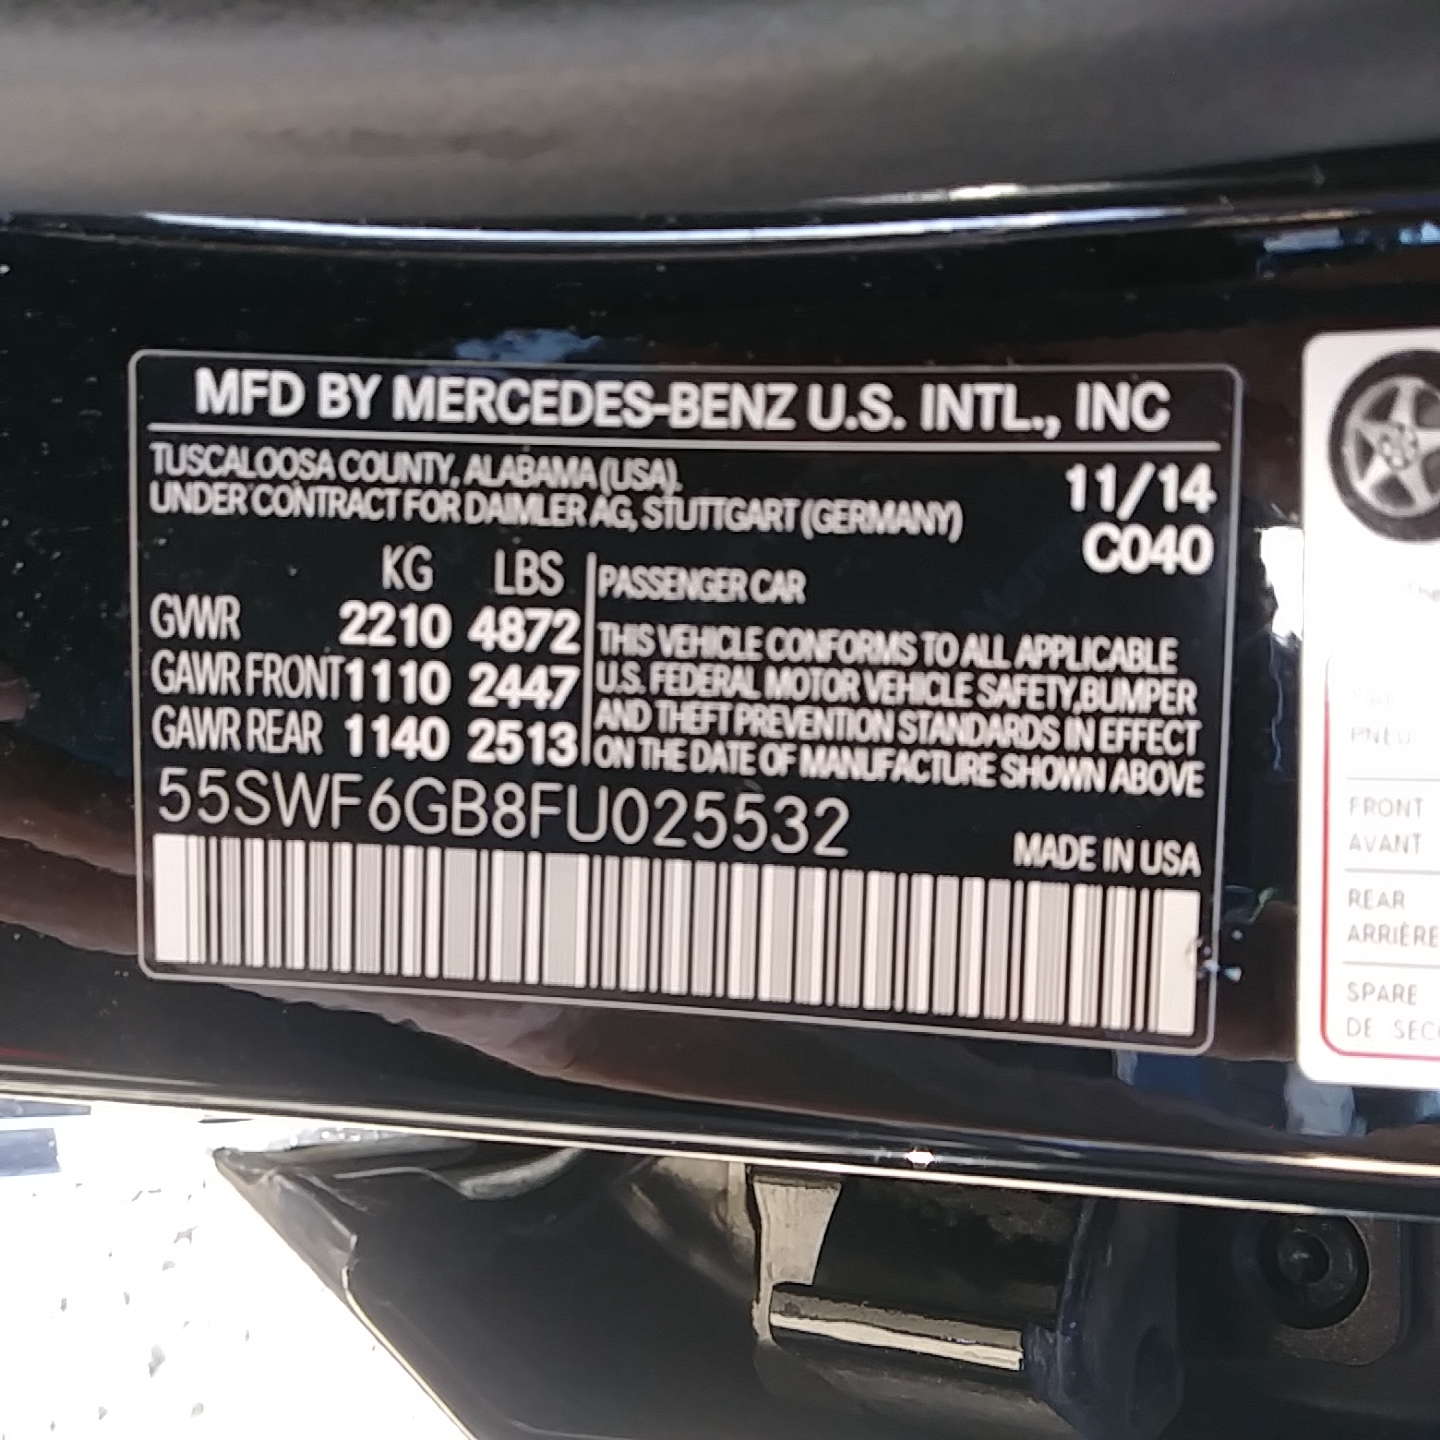 MFD BY MERCEDES-BENZ U.S. INTL., INC
TUSCALOOSA COUNTY, ALABAMA (USA).
UNDER CONTRACT FOR DAIMLER AG, STUTTGART (GERMANY)
11/14
C040
KG LBS
GVWR 2210 4872
GAWR FRONT 1110 2447
GAWR REAR 1140 2513
PASSENGER CAR
THIS VEHICLE CONFORMS TO ALL APPLICABLE
U.S. FEDERAL MOTOR VEHICLE SAFETY,BUMPER
AND THEFT PREVENTION STANDARDS IN EFFECT
ON THE DATE OF MANUFACTURE SHOWN ABOVE
55SWF6GB8FU025532
MADE IN USA
FRONT
AVANT
REAR
ARRIÈRE
SPARE
DE